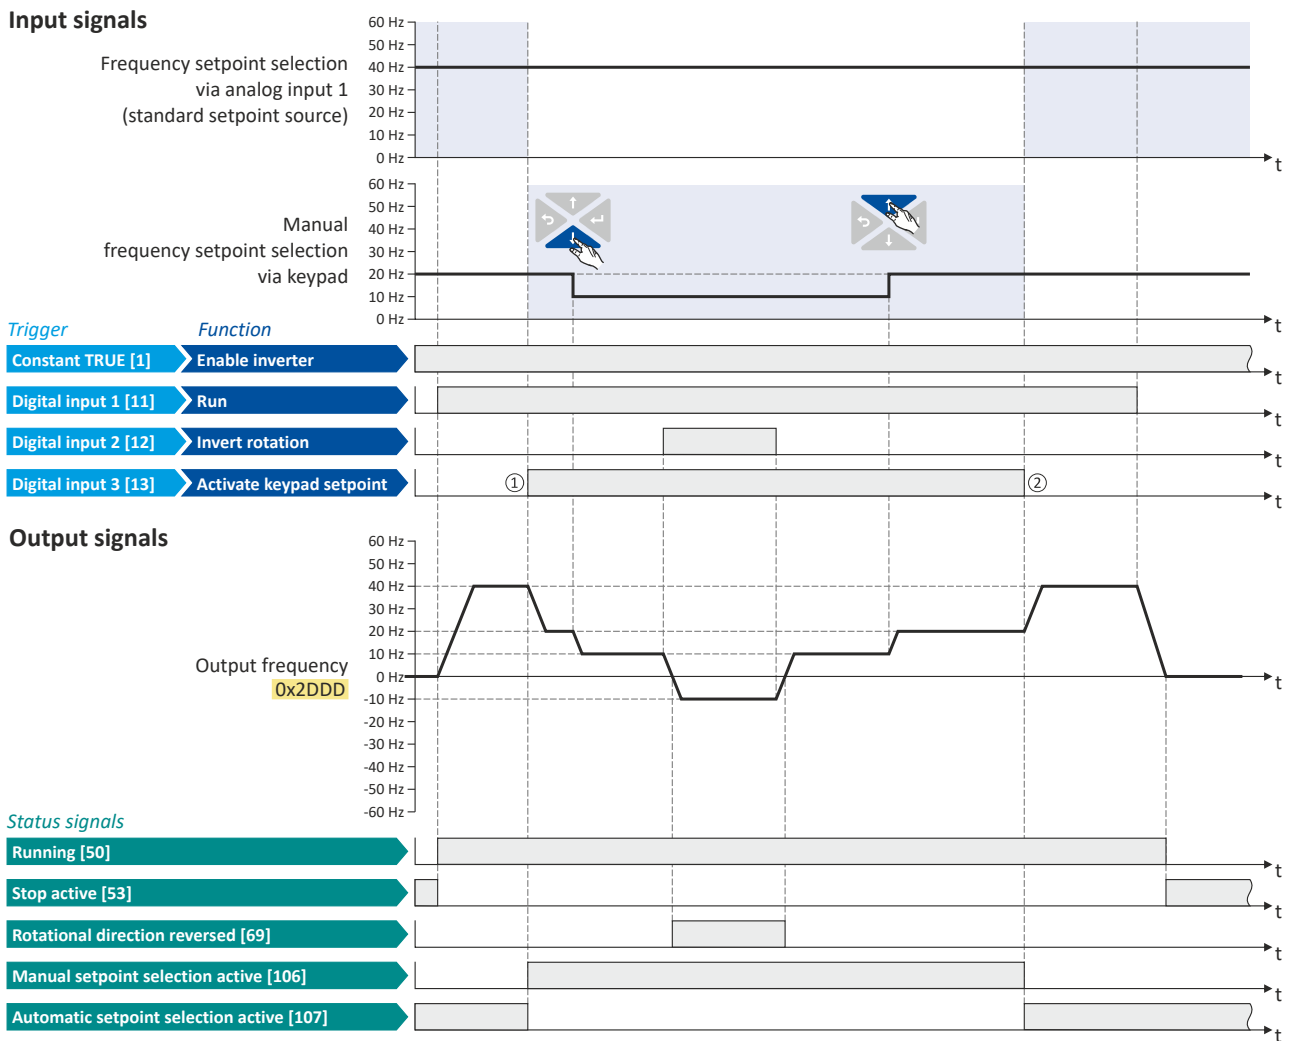 Input signals
Frequency setpoint selection
via analog input 1
(standard setpoint source)
60 Hz
50 Hz
40 Hz
30 Hz
20 Hz
10 Hz
0 Hz
t
Manual
frequency setpoint selection
via keypad
60 Hz
50 Hz
40 Hz
30 Hz
20 Hz
10 Hz
0 Hz
t
Trigger Function
Constant TRUE [1] Enable inverter
t
Digital input 1 [11] Run
t
Digital input 2 [12] Invert rotation
t
Digital input 3 [13] Activate keypad setpoint ① ②
t
Output signals
60 Hz
50 Hz
40 Hz
30 Hz
20 Hz
10 Hz
0 Hz
-10 Hz
-20 Hz
-30 Hz
-40 Hz
-50 Hz
-60 Hz
t
Output frequency
0x2DDD
Status signals
Running [50]
t
Stop active [53]
t
Rotational direction reversed [69]
t
Manual setpoint selection active [106]
t
Automatic setpoint selection active [107]
t